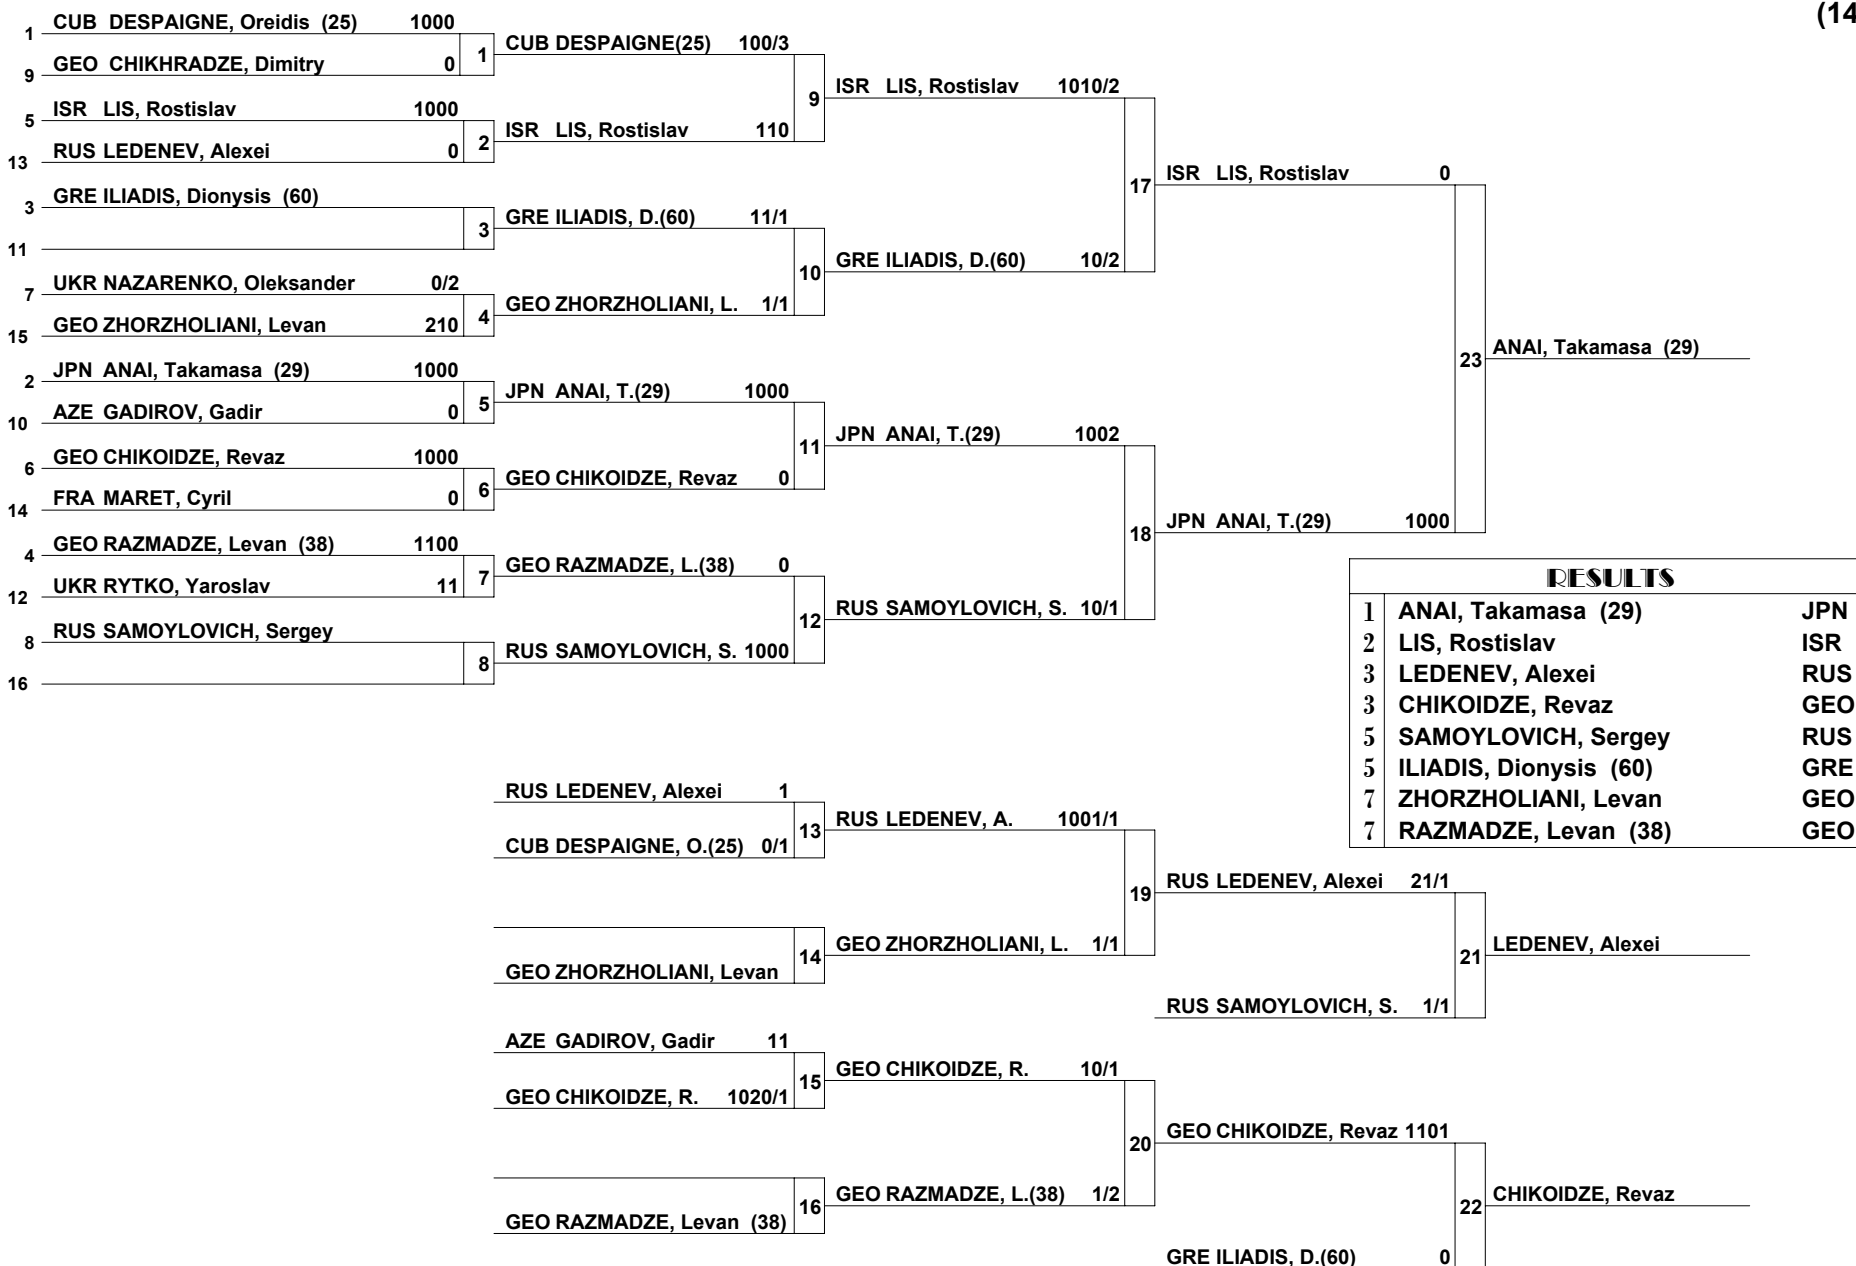 (14
1 CUB DESPAIGNE, Oreidis (25) 1000
9 GEO CHIKHRADZE, Dimitry 0
1
5 ISR LIS, Rostislav 1000
13 RUS LEDENEV, Alexei 0
2
3 GRE ILIADIS, Dionysis (60)
11
3
7 UKR NAZARENKO, Oleksander 0/2
15 GEO ZHORZHOLIANI, Levan 210
4
2 JPN ANAI, Takamasa (29) 1000
10 AZE GADIROV, Gadir 0
5
6 GEO CHIKOIDZE, Revaz 1000
14 FRA MARET, Cyril 0
6
4 GEO RAZMADZE, Levan (38) 1100
12 UKR RYTKO, Yaroslav 11
7
8 RUS SAMOYLOVICH, Sergey
16
8
CUB DESPAIGNE(25) 100/3
ISR LIS, Rostislav 110
9
GRE ILIADIS, D.(60) 11/1
GEO ZHORZHOLIANI, L. 1/1
10
JPN ANAI, T.(29) 1000
GEO CHIKOIDZE, Revaz 0
11
GEO RAZMADZE, L.(38) 0
RUS SAMOYLOVICH, S. 1000
12
ISR LIS, Rostislav 1010/2
GRE ILIADIS, D.(60) 10/2
17
JPN ANAI, T.(29) 1002
RUS SAMOYLOVICH, S. 10/1
18
ISR LIS, Rostislav 0
JPN ANAI, T.(29) 1000
23
ANAI, Takamasa (29)
RESULTS
1 ANAI, Takamasa (29) JPN
2 LIS, Rostislav ISR
3 LEDENEV, Alexei RUS
3 CHIKOIDZE, Revaz GEO
5 SAMOYLOVICH, Sergey RUS
5 ILIADIS, Dionysis (60) GRE
7 ZHORZHOLIANI, Levan GEO
7 RAZMADZE, Levan (38) GEO
RUS LEDENEV, Alexei 1
CUB DESPAIGNE, O.(25) 0/1
13
GEO ZHORZHOLIANI, Levan
14
AZE GADIROV, Gadir 11
GEO CHIKOIDZE, R. 1020/1
15
GEO RAZMADZE, Levan (38)
16
RUS LEDENEV, A. 1001/1
GEO ZHORZHOLIANI, L. 1/1
19
GEO CHIKOIDZE, R. 10/1
GEO RAZMADZE, L.(38) 1/2
20
RUS LEDENEV, Alexei 21/1
RUS SAMOYLOVICH, S. 1/1
21
LEDENEV, Alexei
GEO CHIKOIDZE, Revaz 1101
GRE ILIADIS, D.(60) 0
22
CHIKOIDZE, Revaz